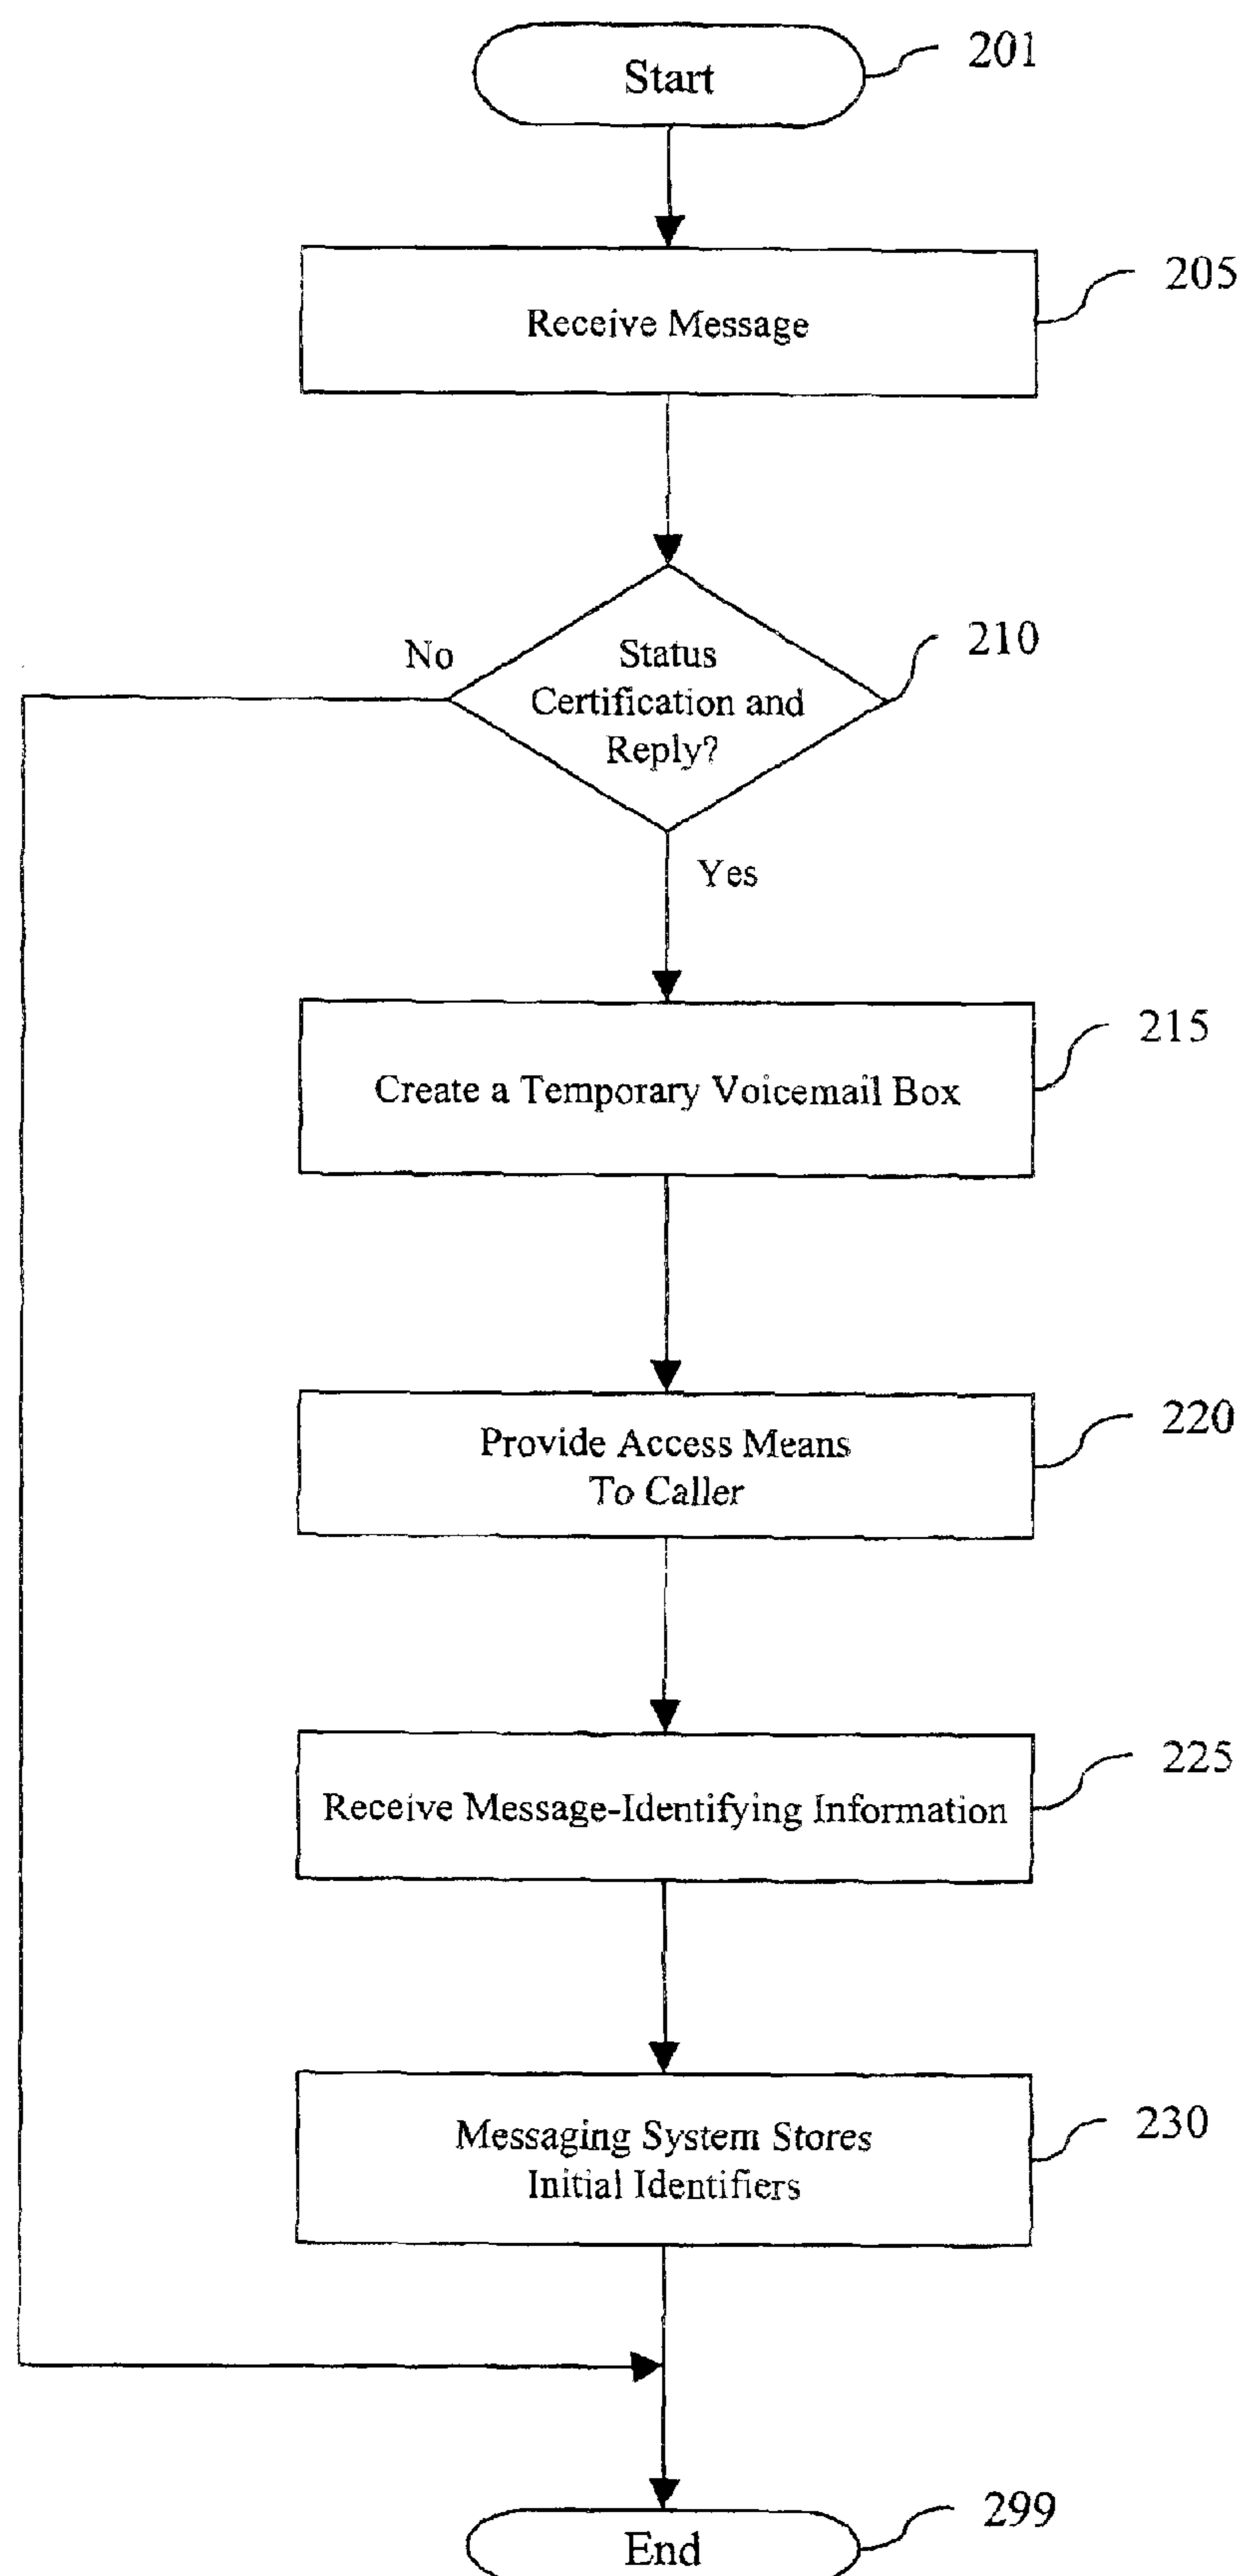 Start
201
Receive Message
205
No
Status
Certification and
Reply?
210
Yes
Create a Temporary Voicemail Box
215
Provide Access Means
To Caller
220
Receive Message-Identifying Information
225
Messaging System Stores
Initial Identifiers
230
End
299